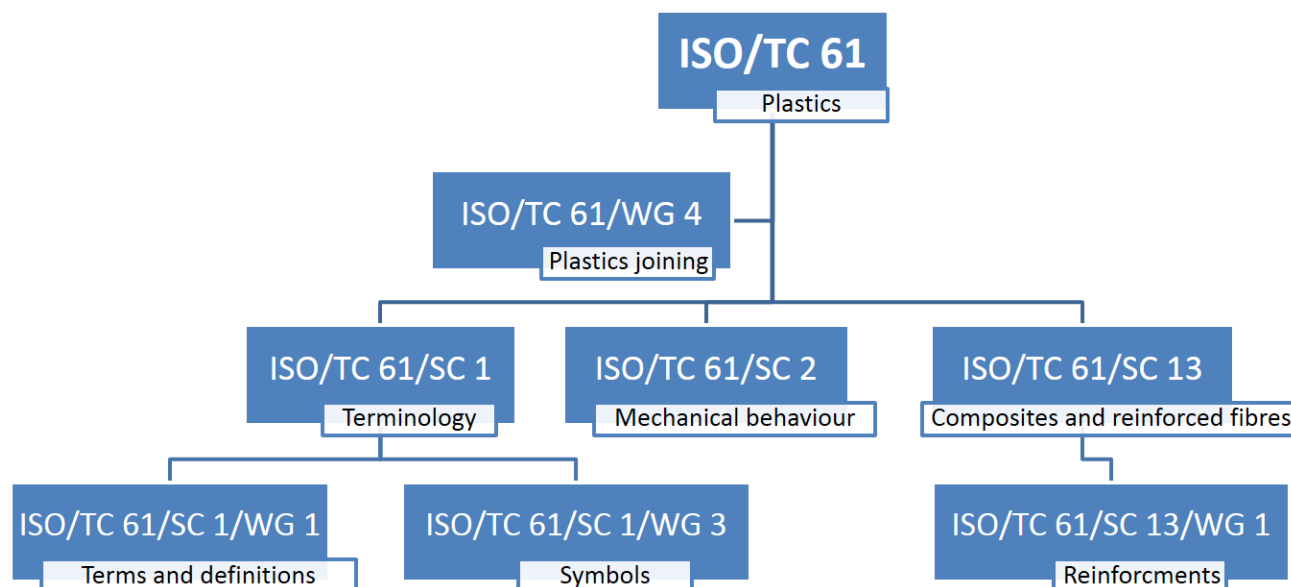 ISO/TC 61
Plastics
ISO/TC 61/WG 4
Plastics joining
ISO/TC 61/SC 1
Terminology
ISO/TC 61/SC 2
Mechanical behaviour
ISO/TC 61/SC 13
Composites and reinforced fibres
ISO/TC 61/SC 1/WG 1
Terms and definitions
ISO/TC 61/SC 1/WG 3
Symbols
ISO/TC 61/SC 13/WG 1
Reinforcments